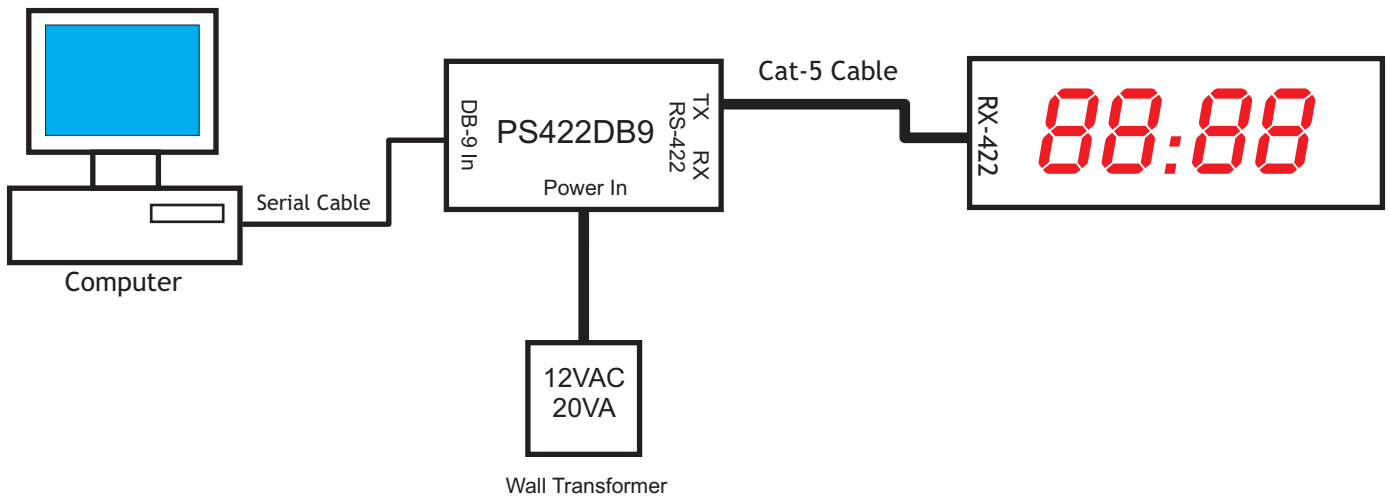 Computer
Serial Cable
DB-9 In
PS422DB9
Power In
TX RX
RS-422
Cat-5 Cable
RX-422
88:88
12VAC
20VA
Wall Transformer